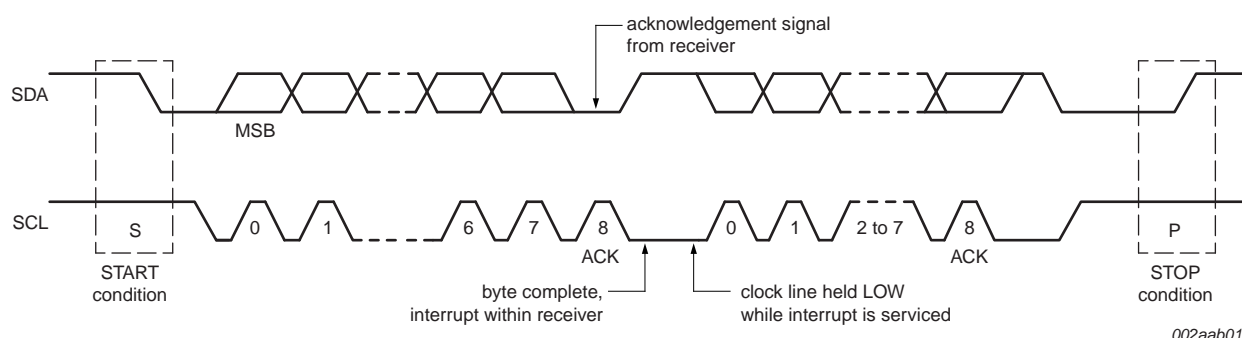 acknowledgement signal
from receiver
SDA
MSB
SCL
S
0
1
6
7
8
0
1
2 to 7
8
P
ACK
ACK
START
condition
byte complete,
interrupt within receiver
clock line held LOW
while interrupt is serviced
STOP
condition
002aab01